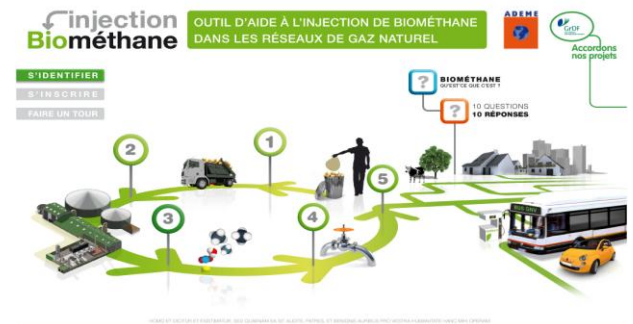 injection
Biométhane
OUTIL D'AIDE À L'INJECTION DE BIOMÉTHANE
DANS LES RÉSEAUX DE GAZ NATUREL
ADEME
GrDF
Accordons
nos projets
S'IDENTIFIER
S'INSCRIRE
FAIRE UN TOUR
?
BIOMÉTHANE
QU'EST-CE QUE C'EST ?
?
10 QUESTIONS
10 RÉPONSES
1
2
3
4
5
BUS GNV